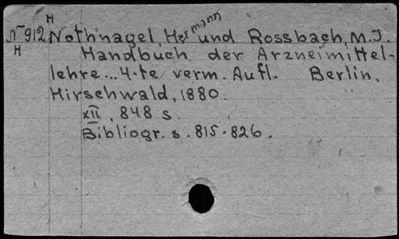 H
№ 912 Nothnagel, Hermann und Rossbach, M.J.
H Handbuch der Arzneimittel-
lehre... 4-te verm. Aufl. Berlin,
Hirschwald, 1880.
XII, 848 s.
Bibliogr. s. 815-826.